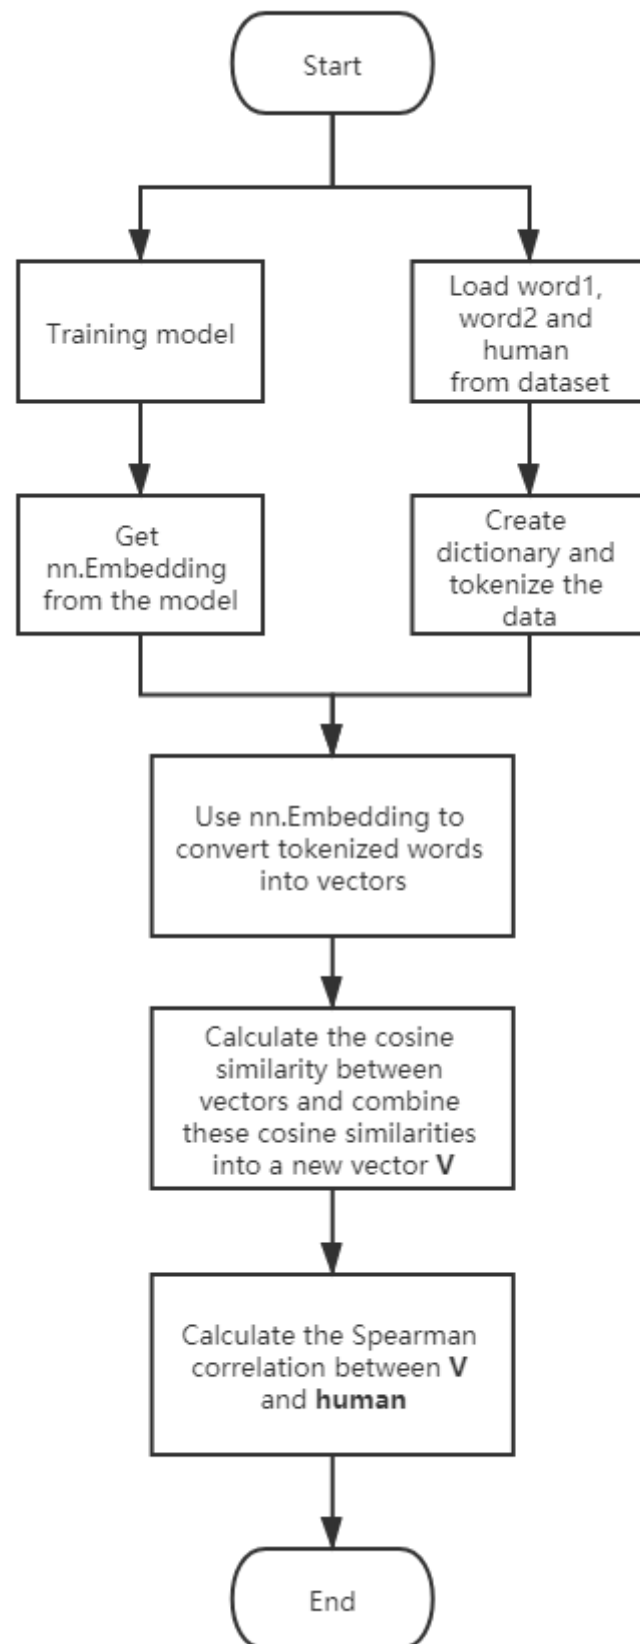 Start
Training model
Load word1,
word2 and
human
from dataset
Get
nn.Embedding
from the model
Create
dictionary and
tokenize the
data
Use nn.Embedding to
convert tokenized words
into vectors
Calculate the cosine
similarity between
vectors and combine
these cosine similarities
into a new vector V
Calculate the Spearman
correlation between V
and human
End